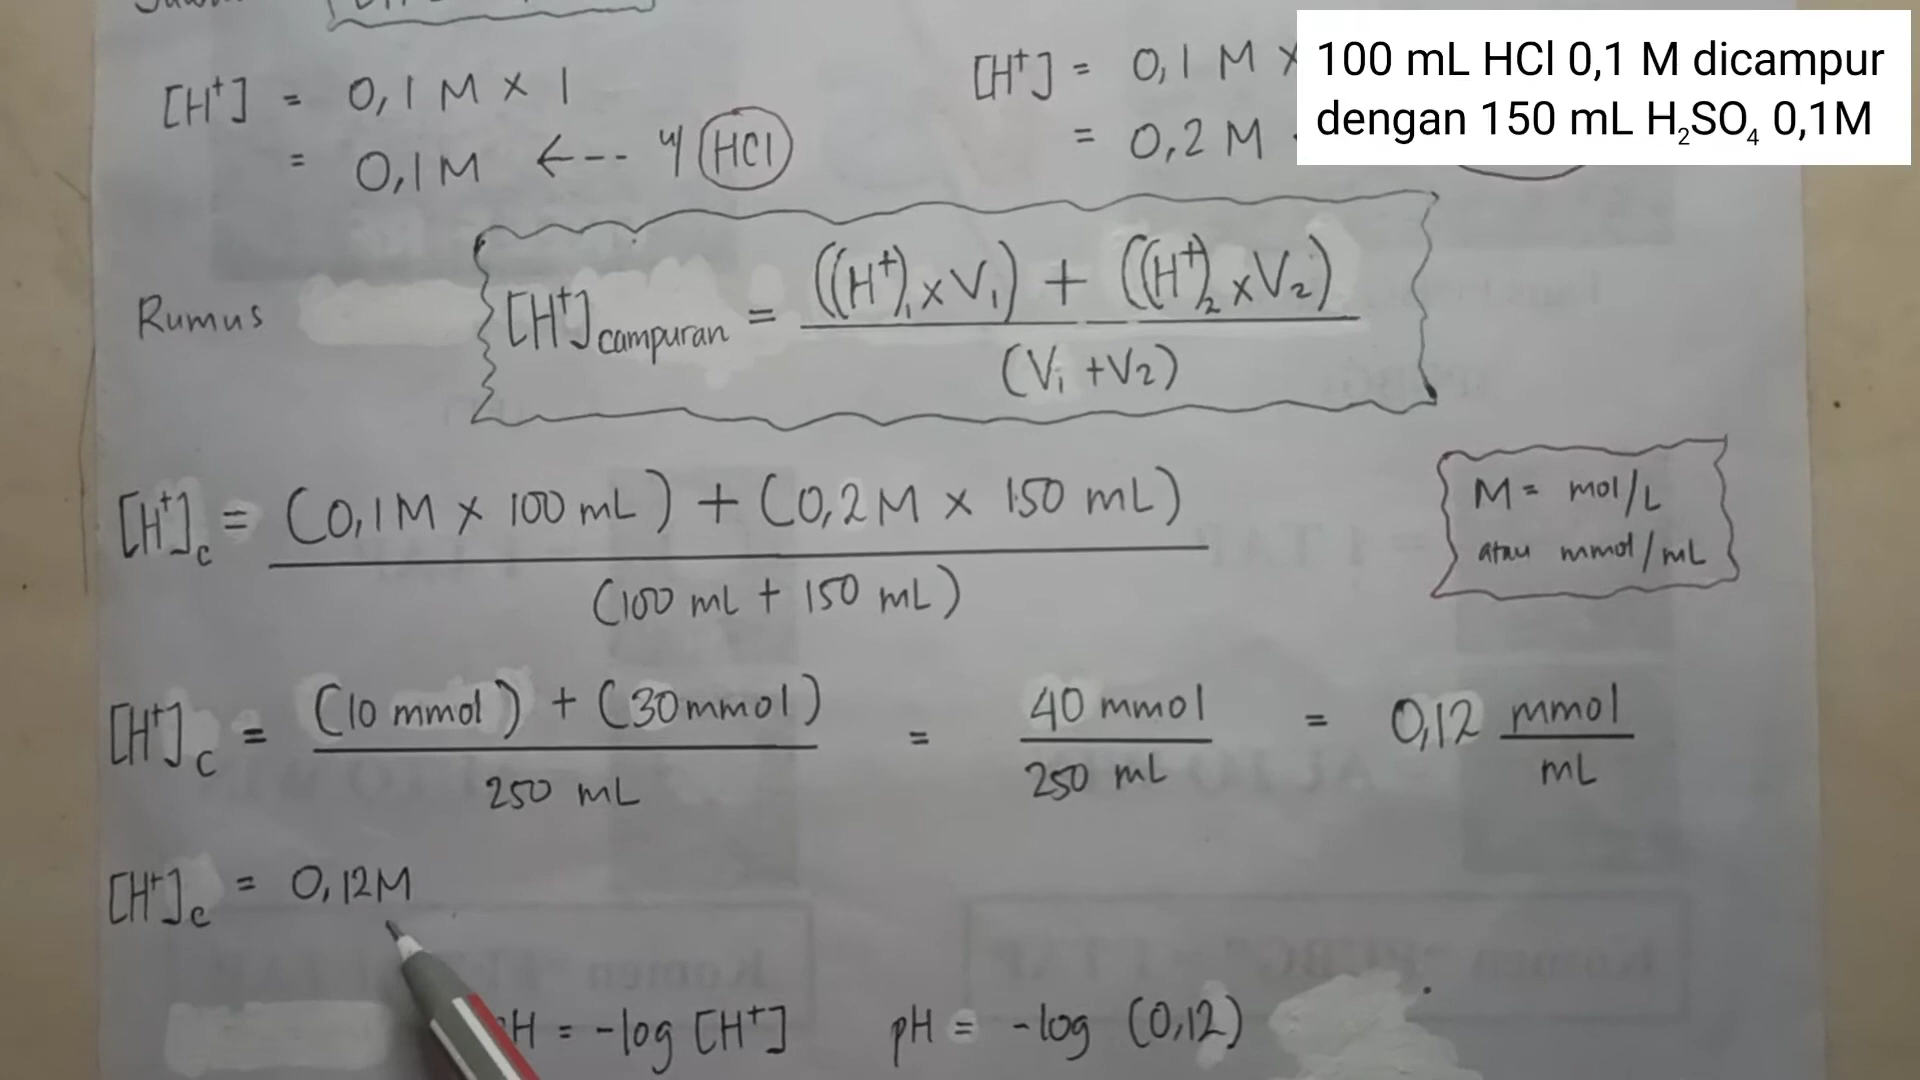 [H⁺] = 0,1 M x 1
= 0,1 M <--- u/ HCl
[H⁺] = 0,1 M x
= 0,2 M
100 mL HCl 0,1 M dicampur
dengan 150 mL H₂SO₄ 0,1M
Rumus [H⁺]campuran = ((H⁺)₁ x V₁) + ((H⁺)₂ x V₂) / (V₁ + V₂)
[H⁺]c = (0,1 M x 100 mL) + (0,2 M x 150 mL) / (100 mL + 150 mL)
M = mol/L
atau mmol/mL
[H⁺]c = (10 mmol) + (30 mmol) / 250 mL = 40 mmol / 250 mL = 0,12 mmol / mL
[H⁺]c = 0,12 M
pH = -log [H⁺] pH = -log (0,12)